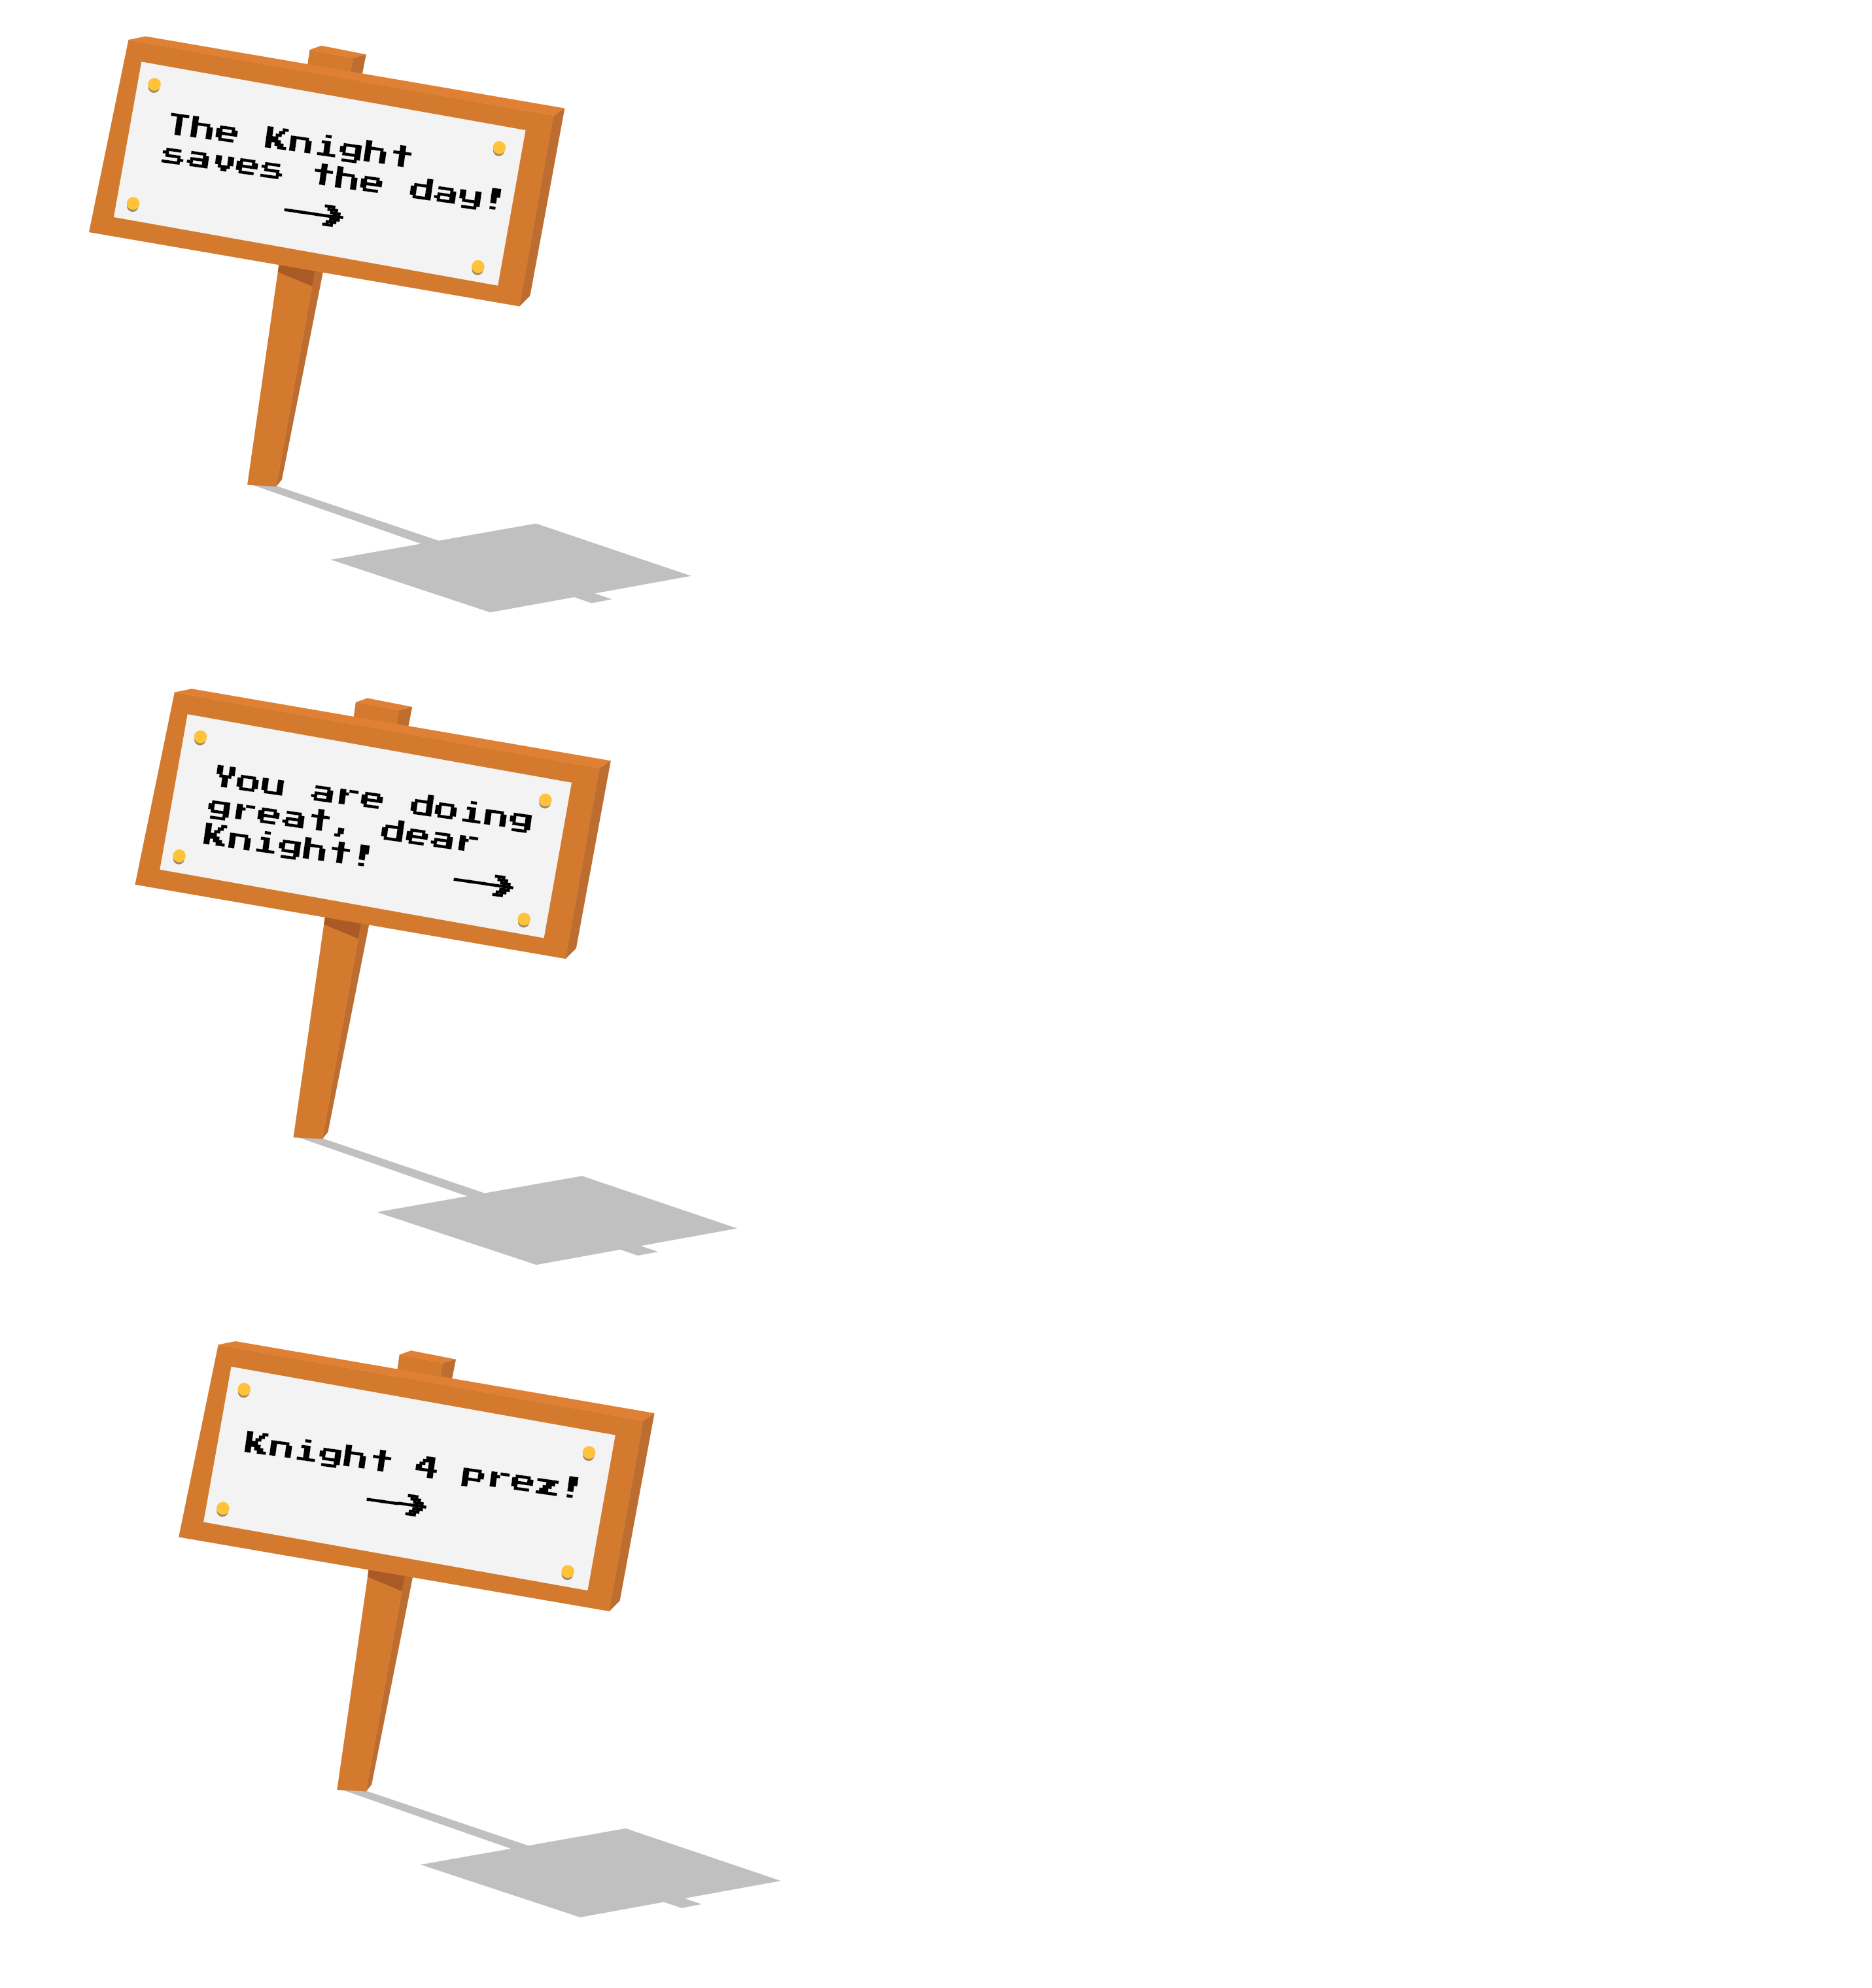 The Knight
saves the day!
→
You are doing
great, dear
Knight!
→
Knight 4 prez!
→